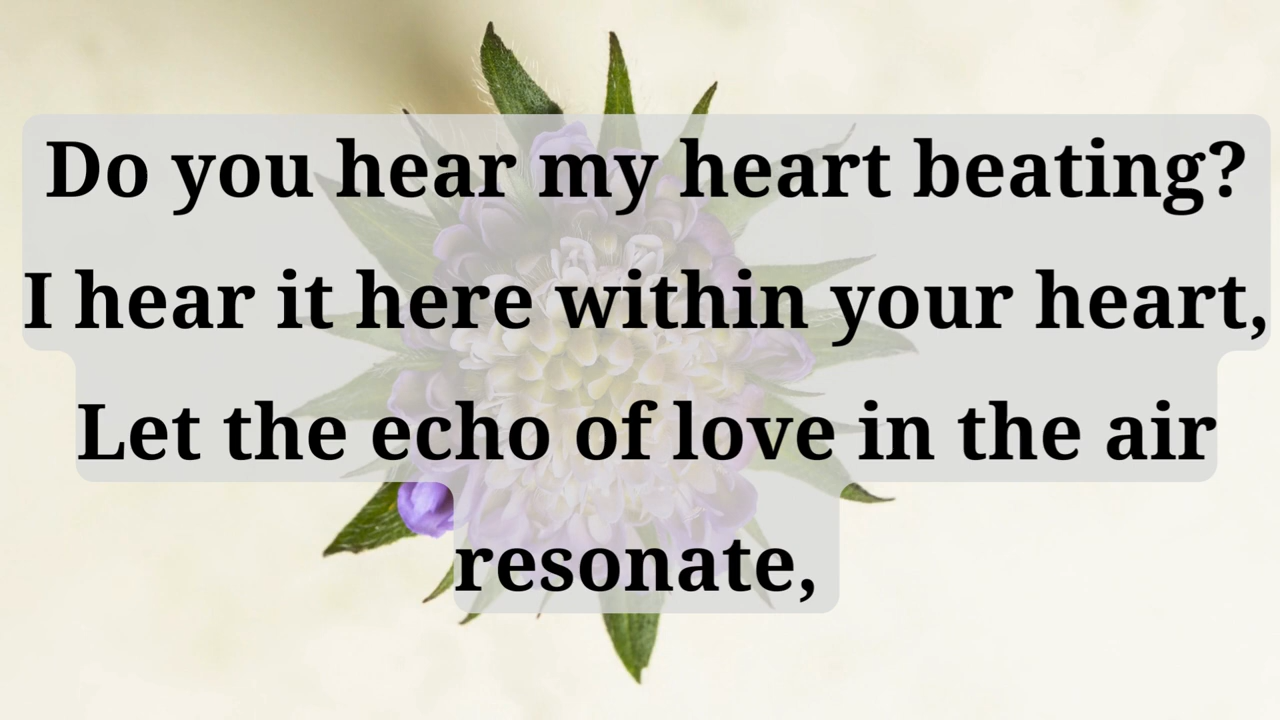 Do you hear my heart beating?
I hear it here within your heart,
Let the echo of love in the air
resonate,